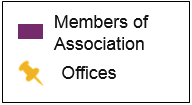 Members of
Association
Offices